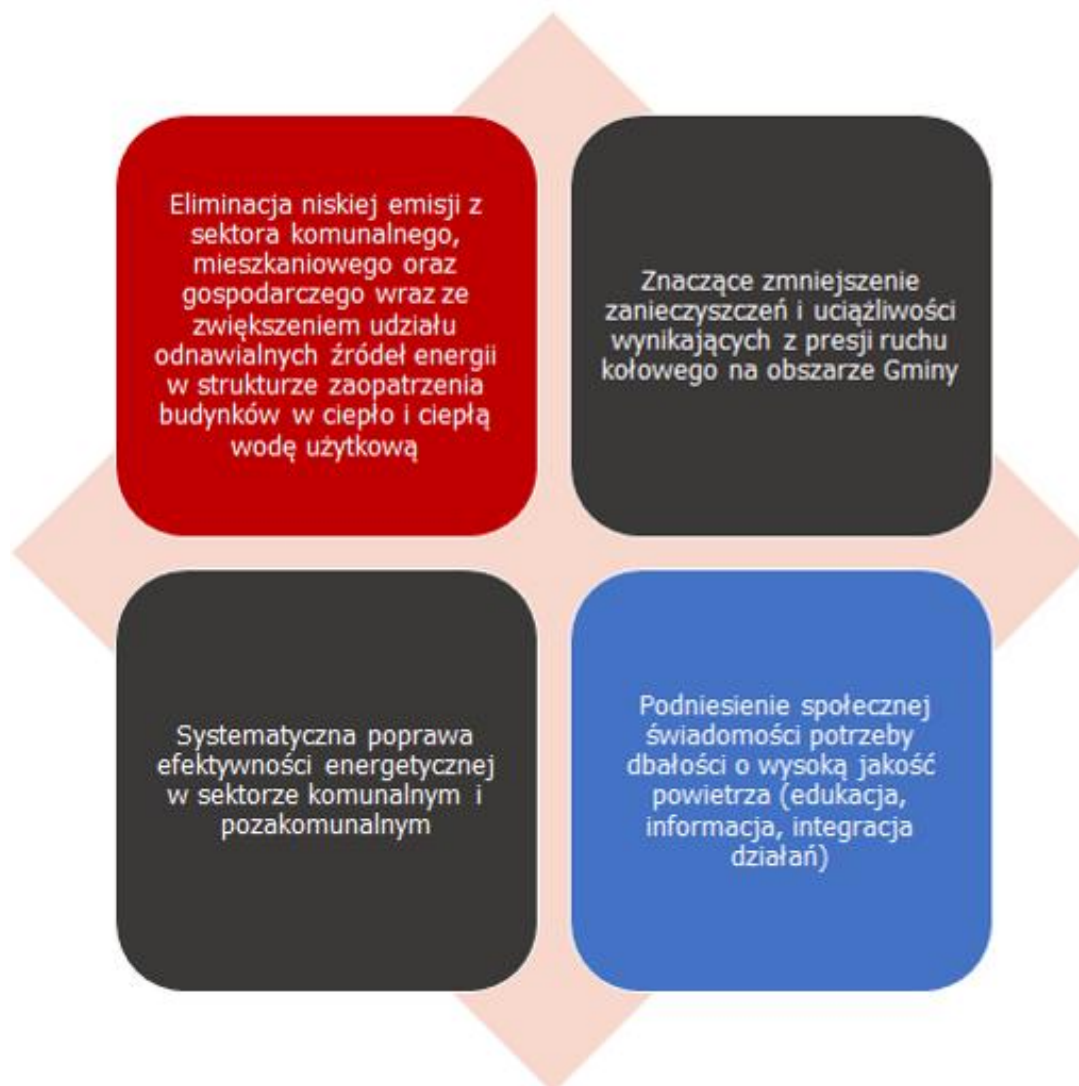 Eliminacja niskiej emisji z
sektora komunalnego,
mieszkaniowego oraz
gospodarczego wraz ze
zwiększeniem udziału
odnawialnych źródeł energii
w strukturze zaopatrzenia
budynków w ciepło i ciepłą
wodę użytkową
Znaczące zmniejszenie
zanieczyszczeń i uciążliwości
wynikających z presji ruchu
kołowego na obszarze Gminy
Systematyczna poprawa
efektywności energetycznej
w sektorze komunalnym i
pozakomunalnym
Podniesienie społecznej
świadomości potrzeby
dbałości o wysoką jakość
powietrza (edukacja,
informacja, integracja
działań)